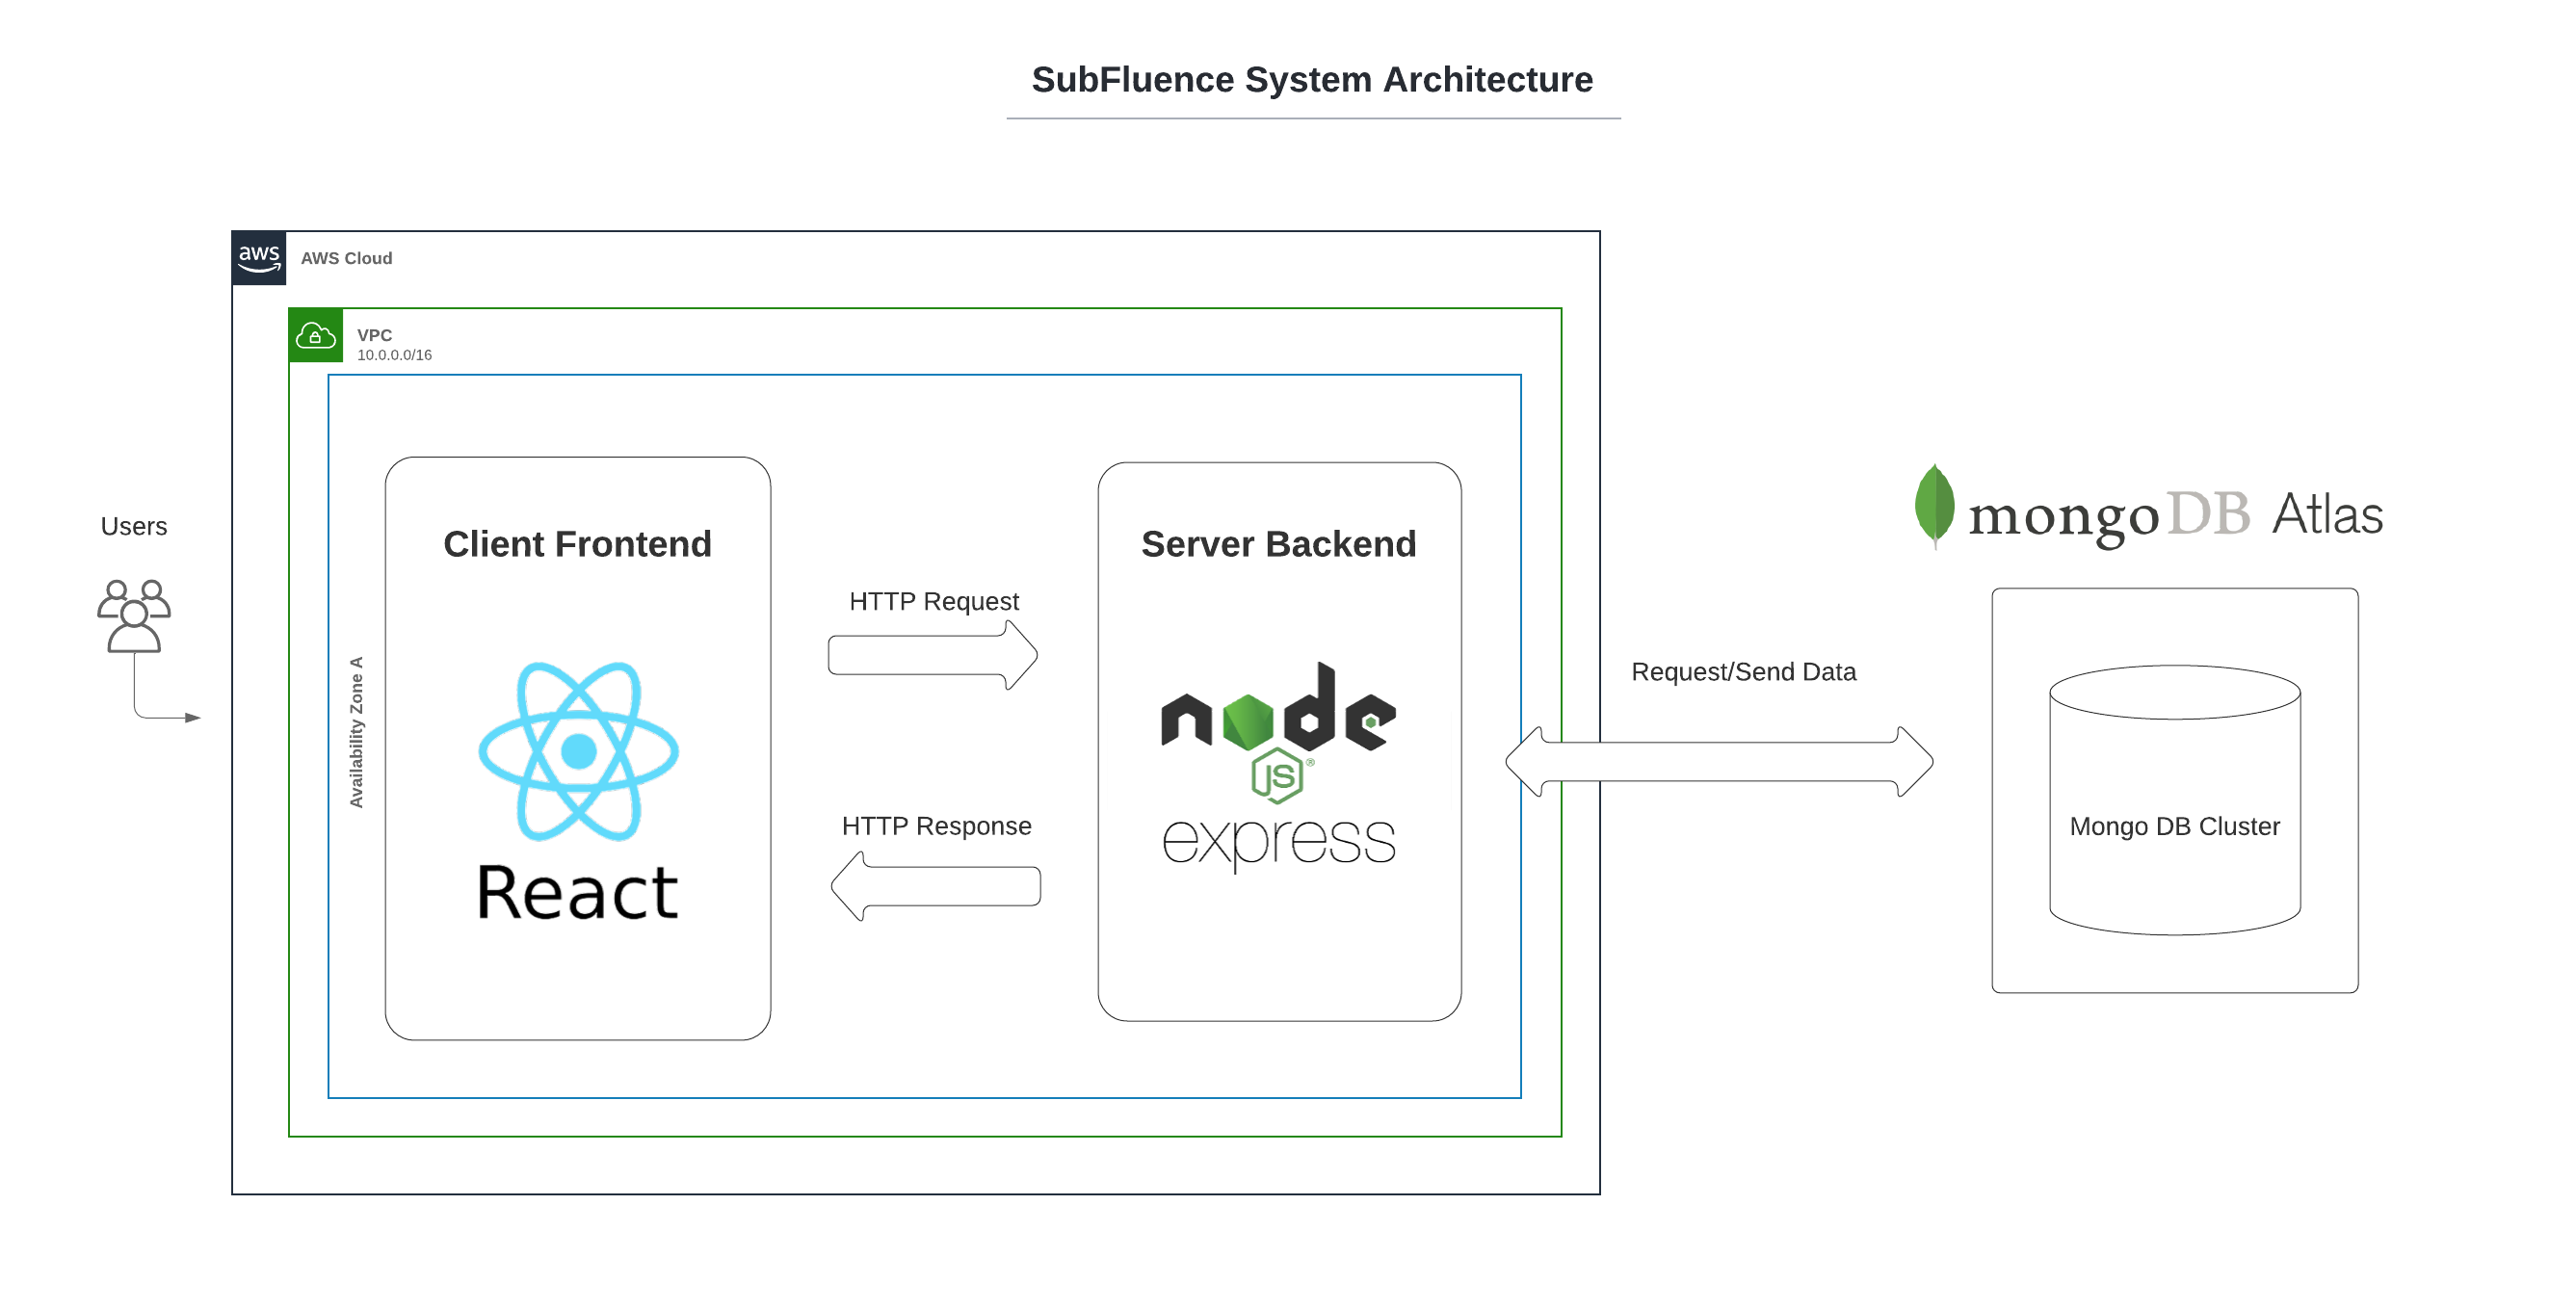 SubFluence System Architecture
aws
AWS Cloud
VPC
10.0.0.0/16
Users
Availability Zone A
Client Frontend
React
HTTP Request
HTTP Response
Server Backend
node
JS®
express
Request/Send Data
mongoDB Atlas
Mongo DB Cluster